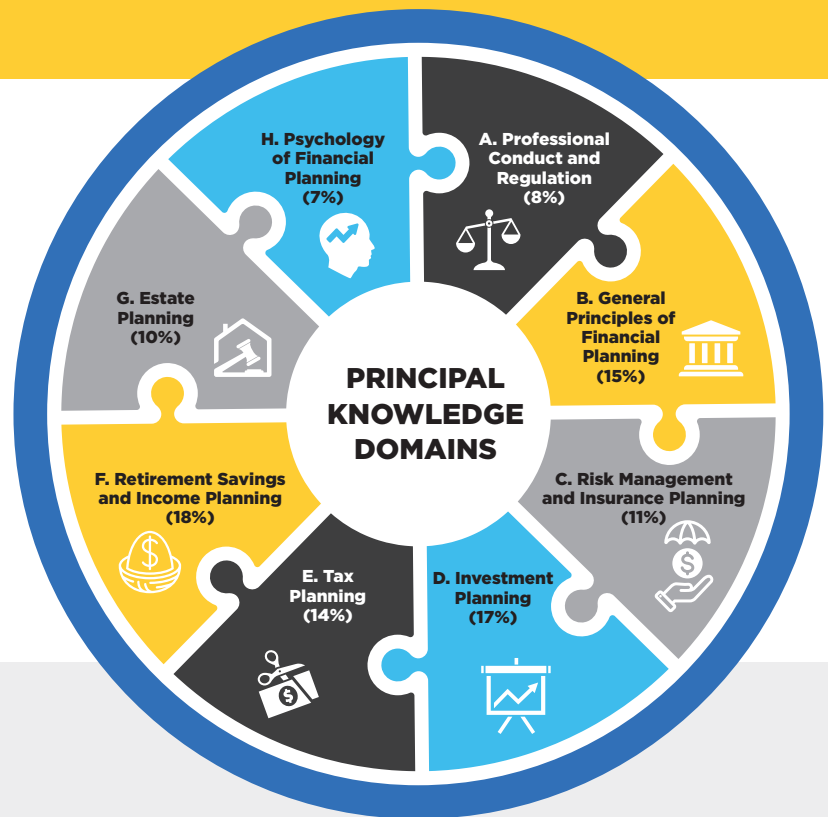 PRINCIPAL
KNOWLEDGE
DOMAINS
A. Professional
Conduct and
Regulation
(8%)
B. General
Principles of
Financial
Planning
(15%)
C. Risk Management
and Insurance Planning
(11%)
$
D. Investment
Planning
(17%)
E. Tax
Planning
(14%)
$
F. Retirement Savings
and Income Planning
(18%)
$
G. Estate
Planning
(10%)
H. Psychology
of Financial
Planning
(7%)